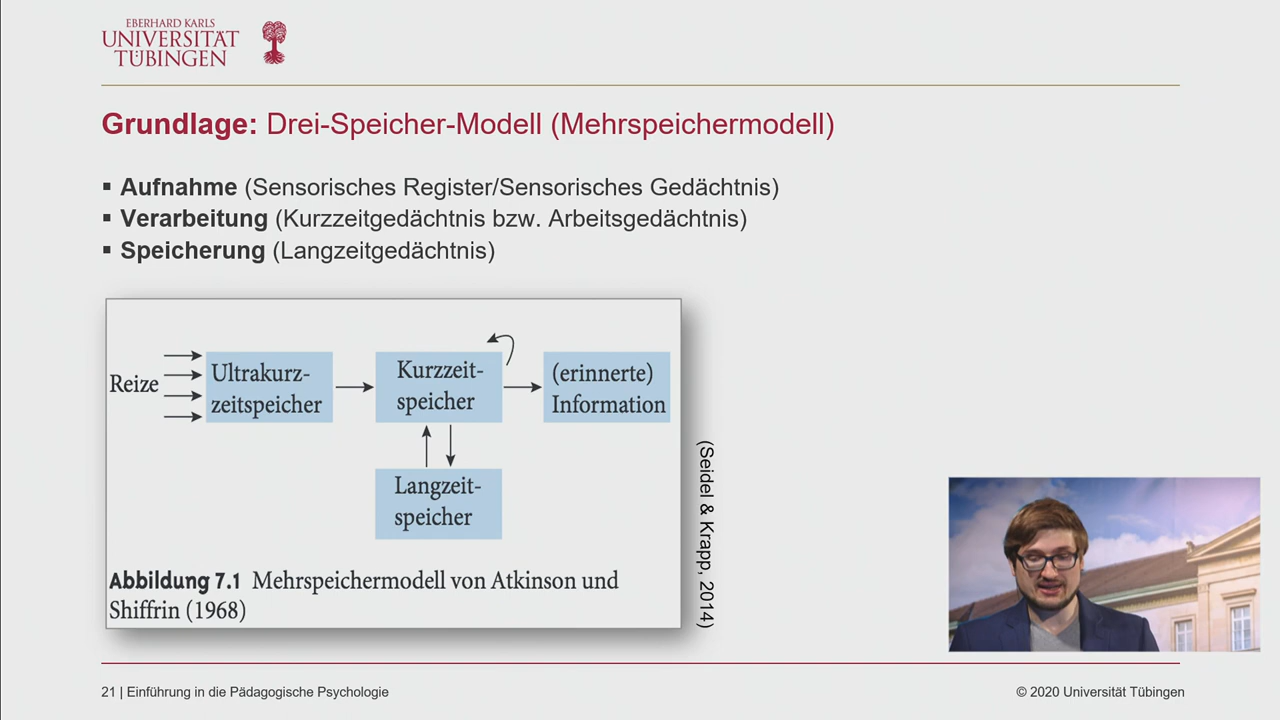 EBERHARD KARLS
UNIVERSITÄT
TÜBINGEN
Grundlage: Drei-Speicher-Modell (Mehrspeichermodell)
▪ Aufnahme (Sensorisches Register/Sensorisches Gedächtnis)
▪ Verarbeitung (Kurzzeitgedächtnis bzw. Arbeitsgedächtnis)
▪ Speicherung (Langzeitgedächtnis)
Reize
Ultrakurz-
zeitspeicher
Kurzzeit-
speicher
(erinnerte)
Information
Langzeit-
speicher
Abbildung 7.1 Mehrspeichermodell von Atkinson und
Shiffrin (1968)
(Seidel & Krapp, 2014)
21 | Einführung in die Pädagogische Psychologie
© 2020 Universität Tübingen